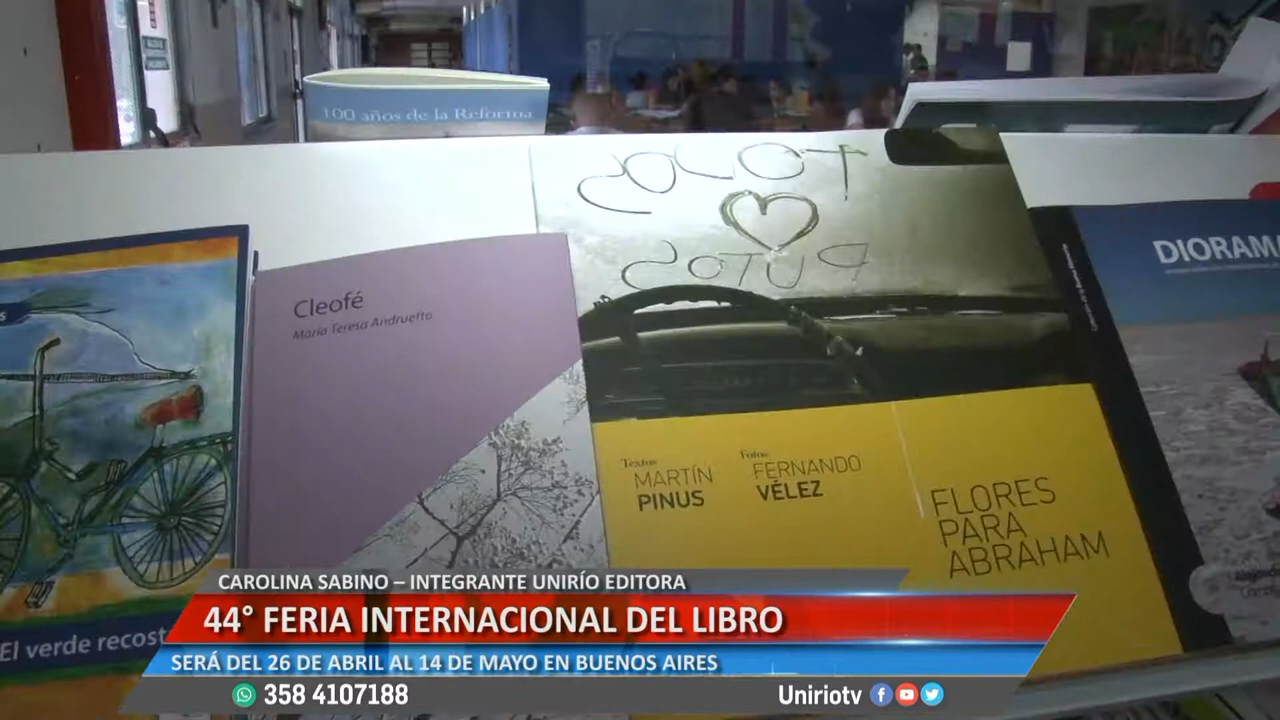 100 años de la Reforma
TODOS
PUTOS
DIORAMA
Cleofé
María Teresa Andruetto
Textos
MARTÍN
PINUS
Fotos
FERNANDO
VÉLEZ
FLORES
PARA
ABRAHAM
El verde recost
CAROLINA SABINO – INTEGRANTE UNIRÍO EDITORA
44° FERIA INTERNACIONAL DEL LIBRO
SERÁ DEL 26 DE ABRIL AL 14 DE MAYO EN BUENOS AIRES
358 4107188
Uniriotv